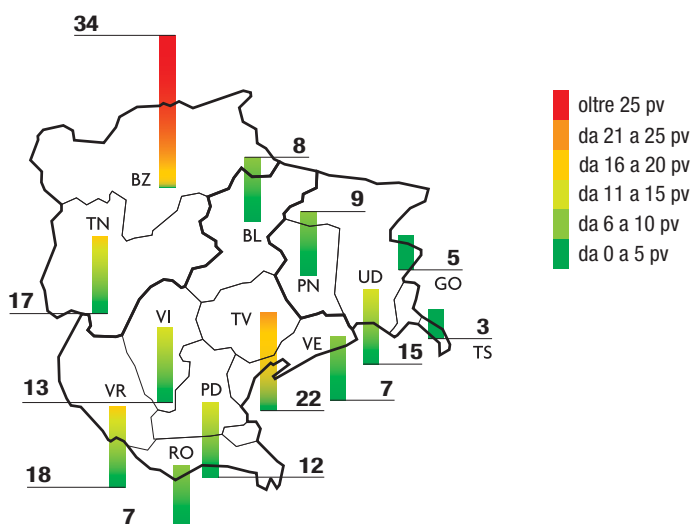 34
oltre 25 pv
da 21 a 25 pv
da 16 a 20 pv
da 11 a 15 pv
da 6 a 10 pv
da 0 a 5 pv
8
BZ
9
TN
BL
5
PN
UD
GO
17
VI
TV
VE
3
TS
15
13
VR
PD
7
22
RO
18
12
7